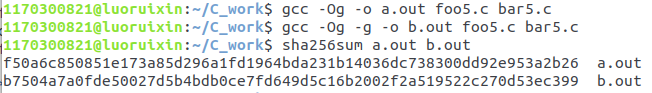 1170300821@luoruixin:~/C_work$ gcc -Og -o a.out foo5.c bar5.c
1170300821@luoruixin:~/C_work$ gcc -Og -g -o b.out foo5.c bar5.c
1170300821@luoruixin:~/C_work$ sha256sum a.out b.out
f50a6c850851e173a85d296a1fd1964bda231b14036dc738300dd92e953a2b26  a.out
b7504a7a0fde50027d5b4bdb0ce7fd649d5c16b2002f2a519522c270d53ec399  b.out